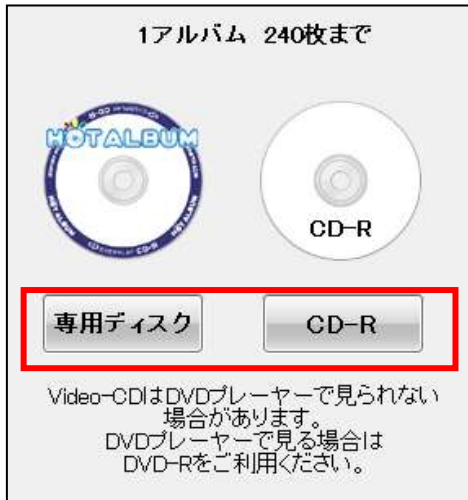 1アルバム 240枚まで
HOTALBUM
CD-R
専用ディスク
CD-R
Video-CDはDVDプレーヤーで見られない
場合があります。
DVDプレーヤーで見る場合は
DVD-Rをご利用ください。